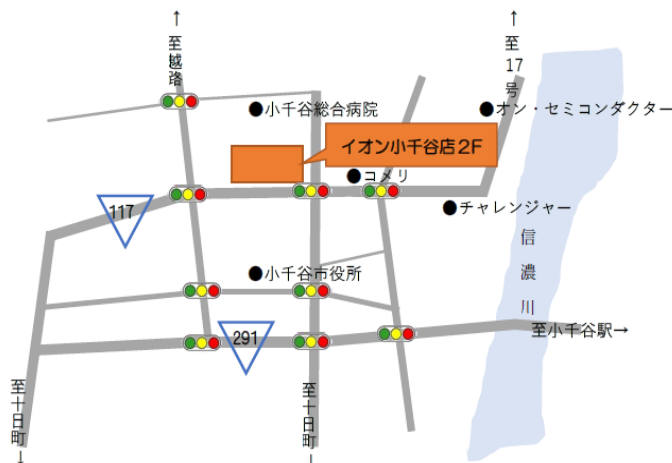 ↑至越路
↑至17号
●小千谷総合病院
●オン・セミコンダクター
イオン小千谷店2F
●コメリ
117
●チャレンジャー
信濃川
●小千谷市役所
291
至小千谷駅→
至十日町↓
至十日町↓